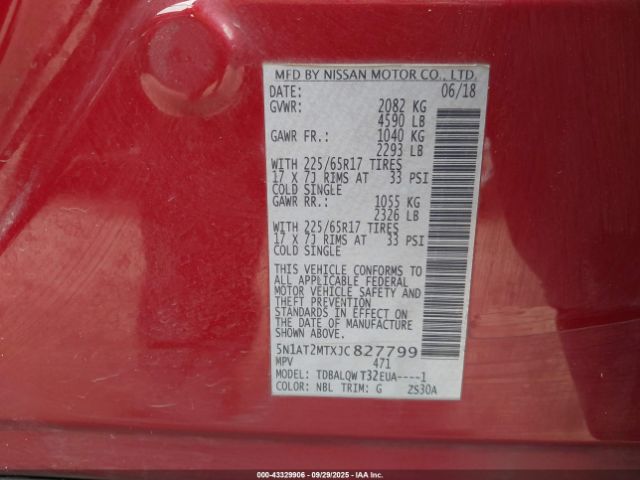 MFD BY NISSAN MOTOR CO., LTD.
DATE: 06/18
GVWR: 2082 KG
4590 LB
GAWR FR.: 1040 KG
2293 LB
WITH 225/65R17 TIRES
17 X 7J RIMS AT 33 PSI
COLD SINGLE
GAWR RR.: 1055 KG
2326 LB
WITH 225/65R17 TIRES
17 X 7J RIMS AT 33 PSI
COLD SINGLE
THIS VEHICLE CONFORMS TO
ALL APPLICABLE FEDERAL
MOTOR VEHICLE SAFETY AND
THEFT PREVENTION
STANDARDS IN EFFECT ON
THE DATE OF MANUFACTURE
SHOWN ABOVE.
5N1AT2MTXJC827799
MPV 471
MODEL: TDBALQW T32EUA----1
COLOR: NBL TRIM: G ZS30A
000-43329906 - 09/29/2025 - IAAI.COM